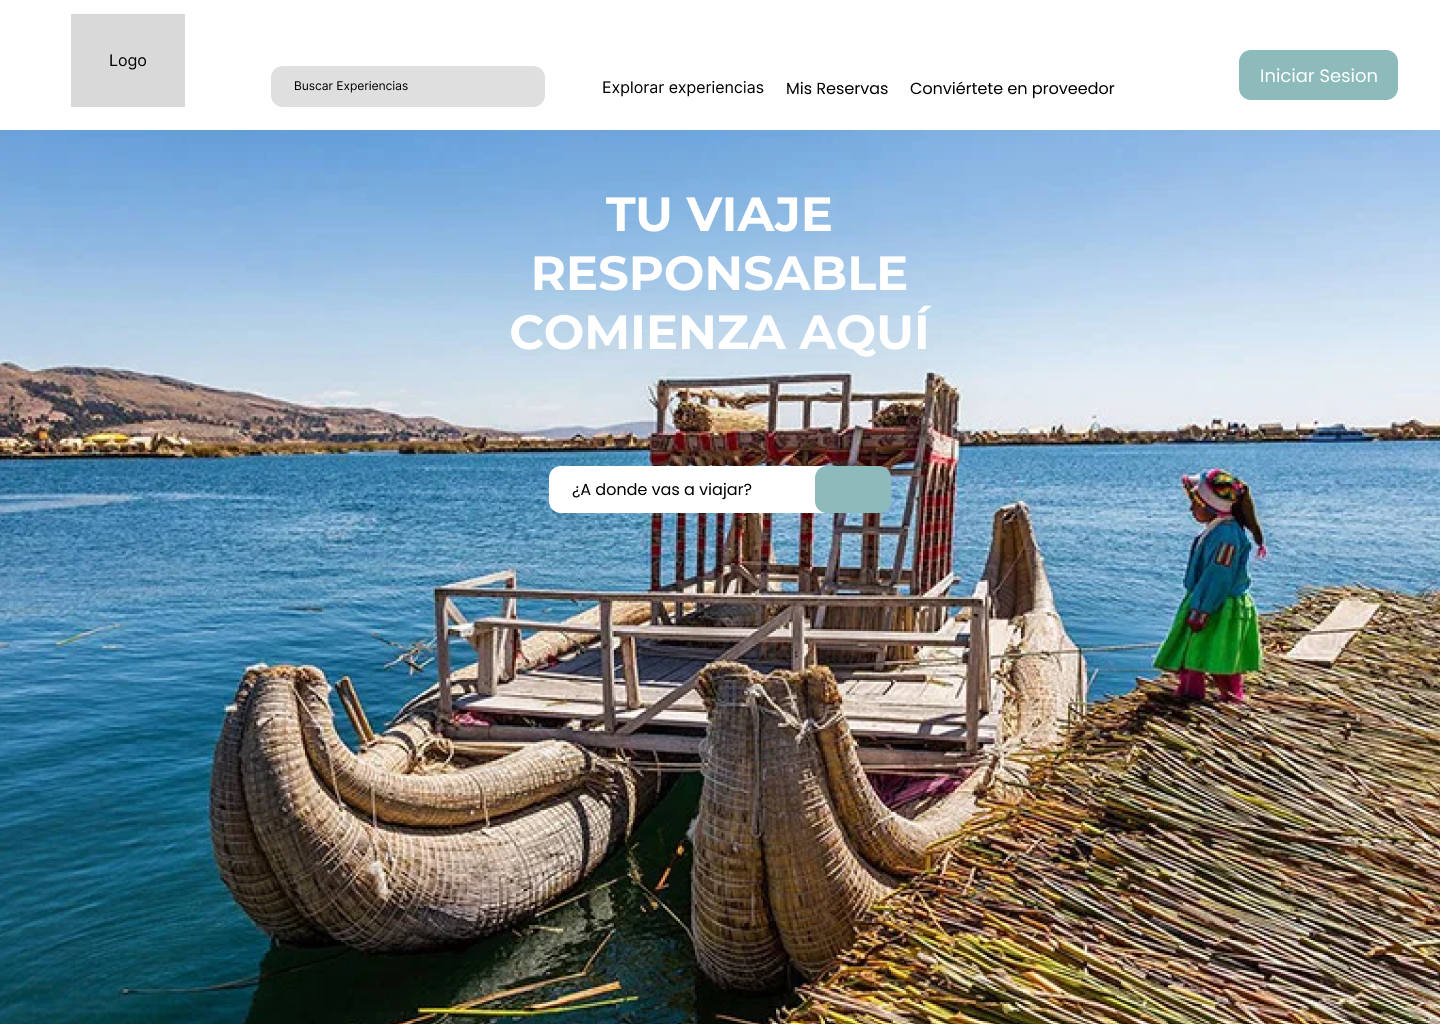 Logo
Buscar Experiencias
Explorar experiencias
Mis Reservas
Conviértete en proveedor
Iniciar Sesion
TU VIAJE
RESPONSABLE
COMIENZA AQUÍ
¿A donde vas a viajar?